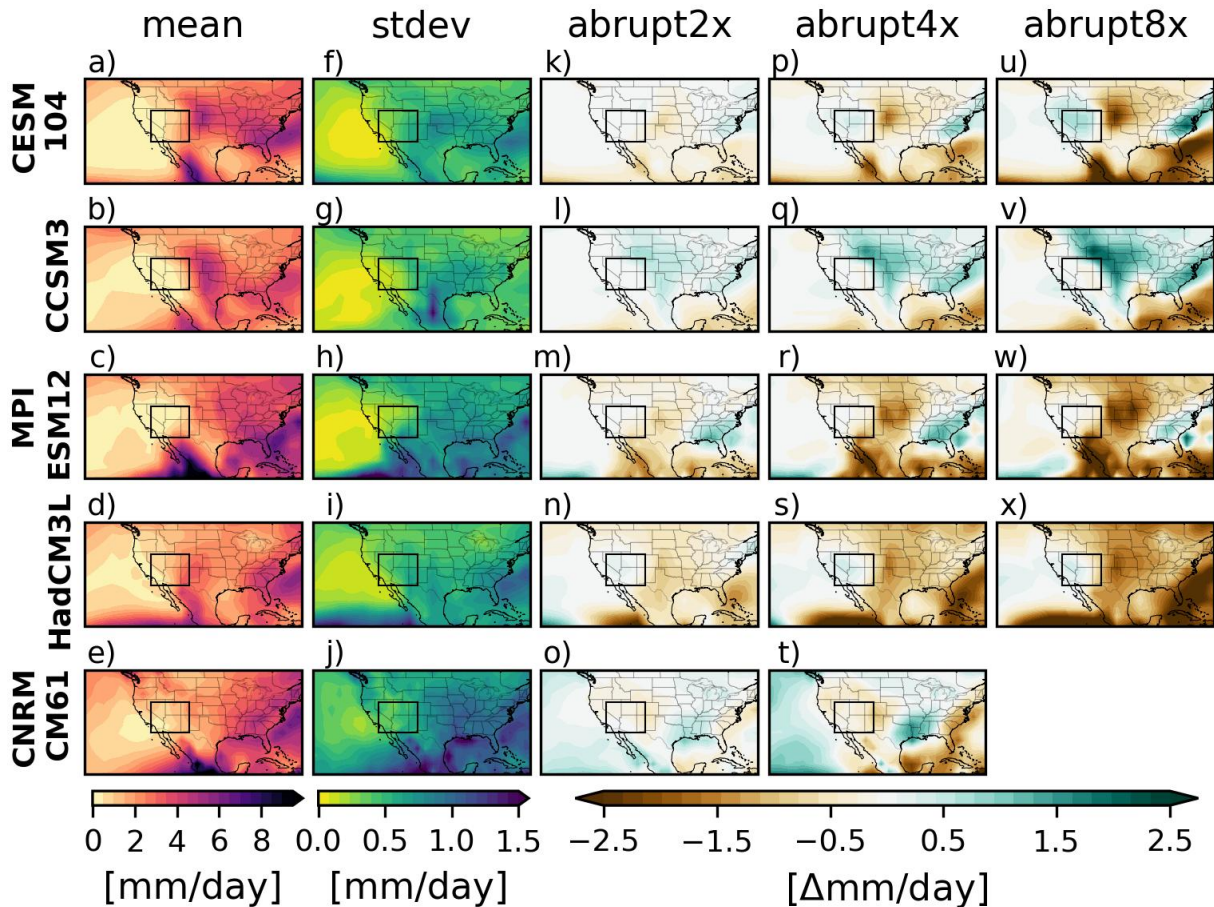 mean stdev abrupt2x abrupt4x abrupt8x
CESM 104
a) f) k) p) u)
CCSM3
b) g) l) q) v)
MPI ESM12
c) h) m) r) w)
HadCM3L
d) i) n) s) x)
CNRM CM61
e) j) o) t)
0 2 4 6 8 0.0 0.5 1.0 1.5 −2.5 −1.5 −0.5 0.5 1.5 2.5
[mm/day] [mm/day] [Δmm/day]